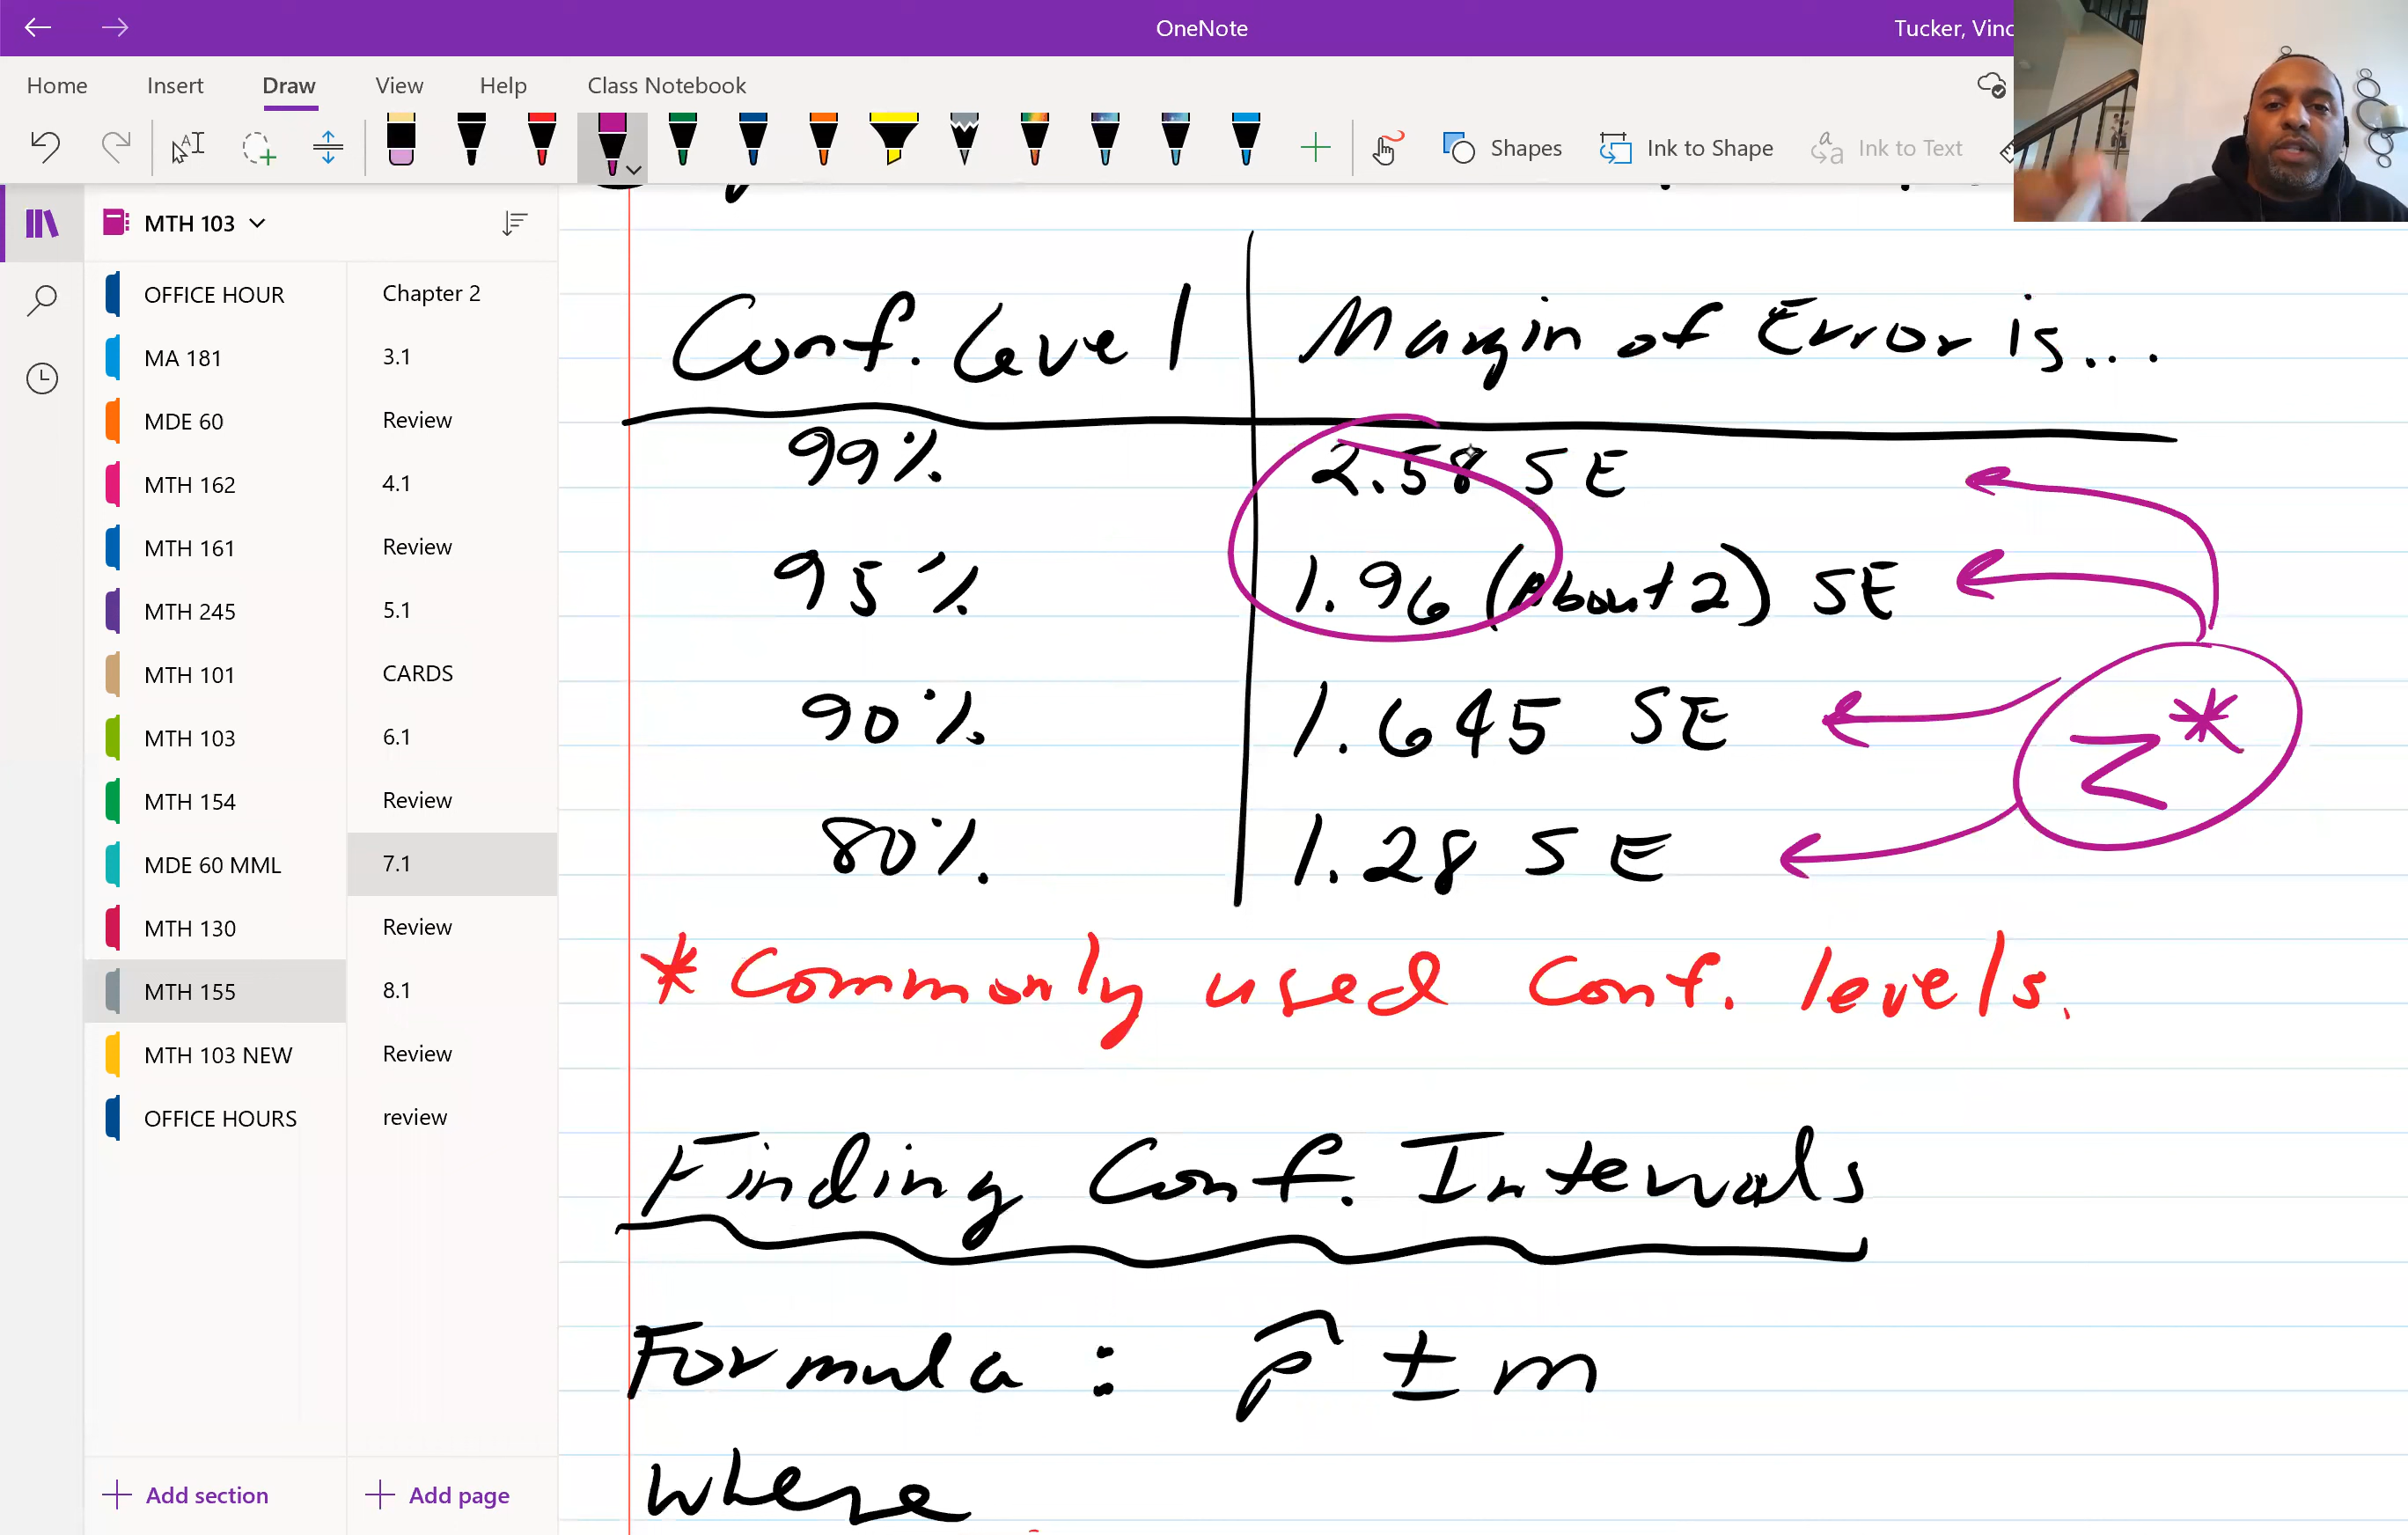 OneNote
Tucker, Vinc
Home Insert Draw View Help Class Notebook
Shapes Ink to Shape Ink to Text
MTH 103
OFFICE HOUR
MA 181
MDE 60
MTH 162
MTH 161
MTH 245
MTH 101
MTH 103
MTH 154
MDE 60 MML
MTH 130
MTH 155
MTH 103 NEW
OFFICE HOURS
Add section
Chapter 2
3.1
Review
4.1
Review
5.1
CARDS
6.1
Review
7.1
Review
8.1
Review
review
Add page
Conf. Level Margin of Error is...
99% 2.58 SE
95% 1.96 (About 2) SE
90% 1.645 SE
80% 1.28 SE
Z*
* Commonly used Conf. levels.
Finding Conf. Intervals
Formula : p̂ ± m
where